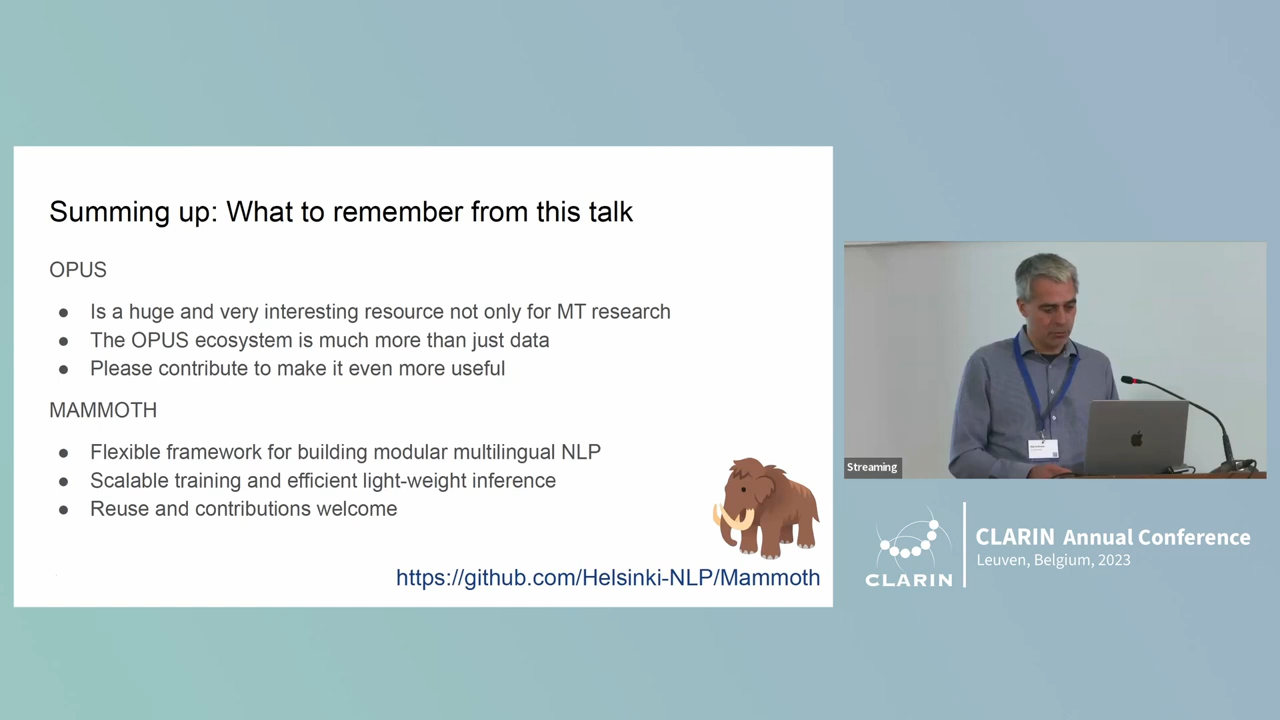 Summing up: What to remember from this talk
OPUS
● Is a huge and very interesting resource not only for MT research
● The OPUS ecosystem is much more than just data
● Please contribute to make it even more useful
MAMMOTH
● Flexible framework for building modular multilingual NLP
● Scalable training and efficient light-weight inference
● Reuse and contributions welcome
https://github.com/Helsinki-NLP/Mammoth
Streaming
CLARIN
CLARIN Annual Conference
Leuven, Belgium, 2023